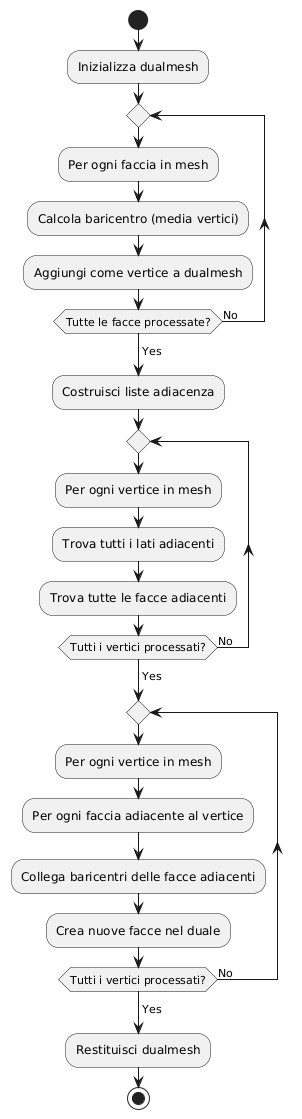 Inizializza dualmesh
Per ogni faccia in mesh
Calcola baricentro (media vertici)
Aggiungi come vertice a dualmesh
Tutte le facce processate?
No
Yes
Costruisci liste adiacenza
Per ogni vertice in mesh
Trova tutti i lati adiacenti
Trova tutte le facce adiacenti
Tutti i vertici processati?
No
Yes
Per ogni vertice in mesh
Per ogni faccia adiacente al vertice
Collega baricentri delle facce adiacenti
Crea nuove facce nel duale
Tutti i vertici processati?
No
Yes
Restituisci dualmesh